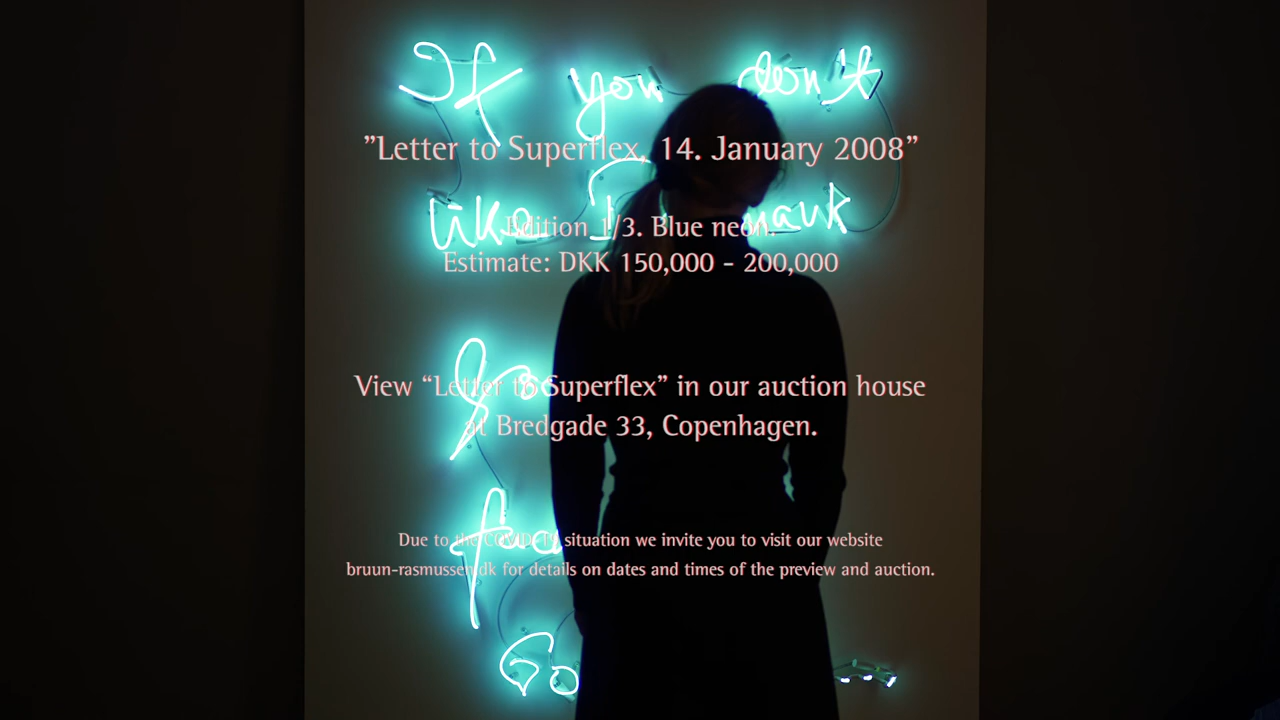 If you don't
”Letter to Superflex, 14. January 2008”
like I
Edition 1/3. Blue neon.
Estimate: DKK 150,000 - 200,000
View “Letter to Superflex” in our auction house
at Bredgade 33, Copenhagen.
Due to the COVID-19 situation we invite you to visit our website
bruun-rasmussen.dk for details on dates and times of the preview and auction.
Go